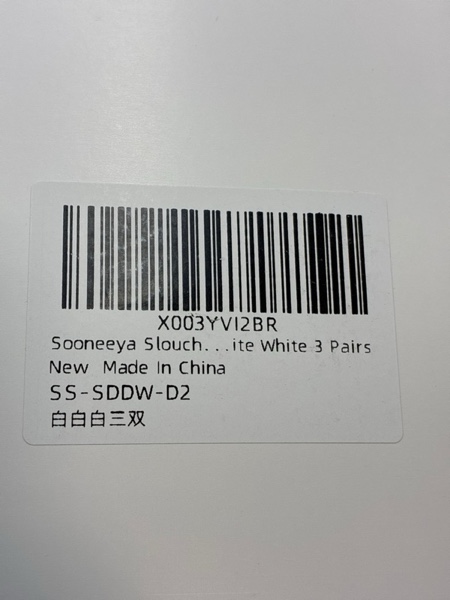 X003YVI2BR
Sooneeya Slouch...ite White 3 Pairs
New Made In China
SS-SDDW-D2
白白白三双